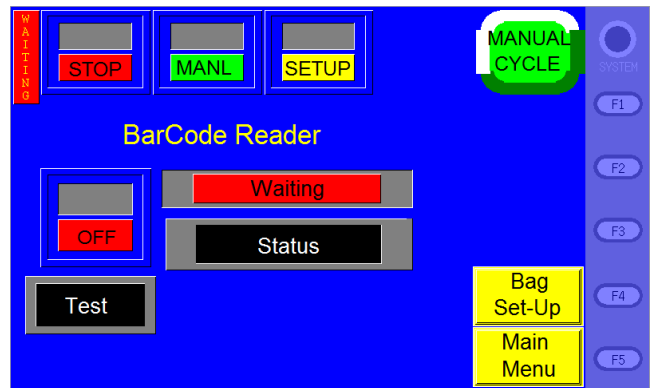 WAITING
STOP
MANL
SETUP
MANUAL
CYCLE
SYSTEM
F1
BarCode Reader
F2
Waiting
OFF
Status
F3
Bag
Set-Up
Test
F4
Main
Menu
F5